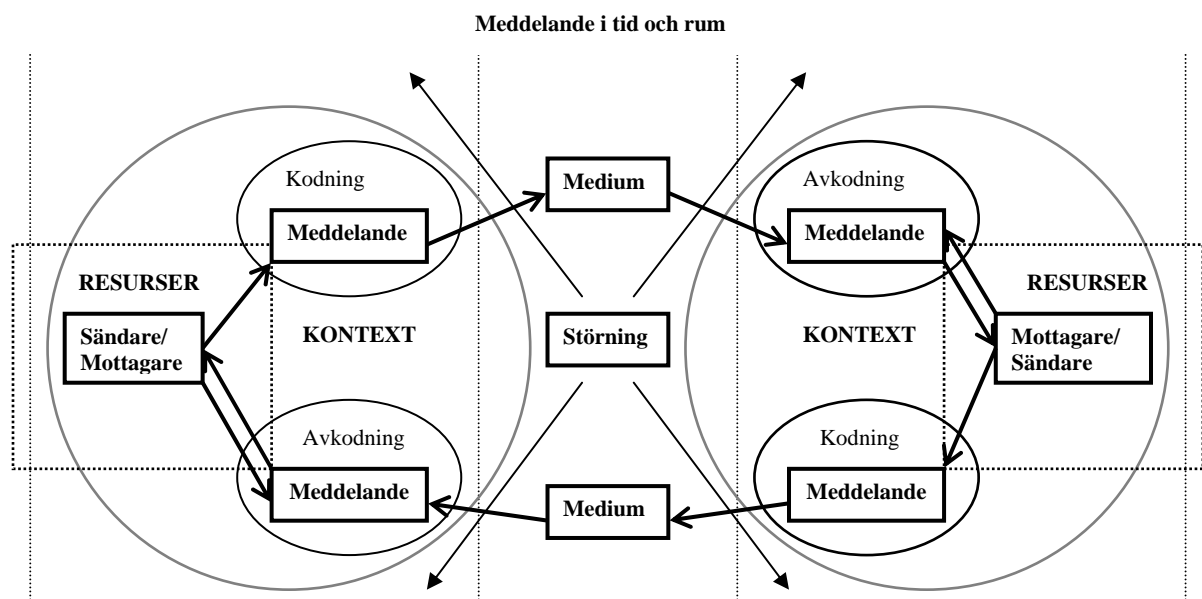 Meddelande i tid och rum
Kodning
Meddelande
Medium
Avkodning
Meddelande
RESURSER
Sändare/
Mottagare
KONTEXT
Störning
KONTEXT
RESURSER
Mottagare/
Sändare
Avkodning
Meddelande
Medium
Kodning
Meddelande